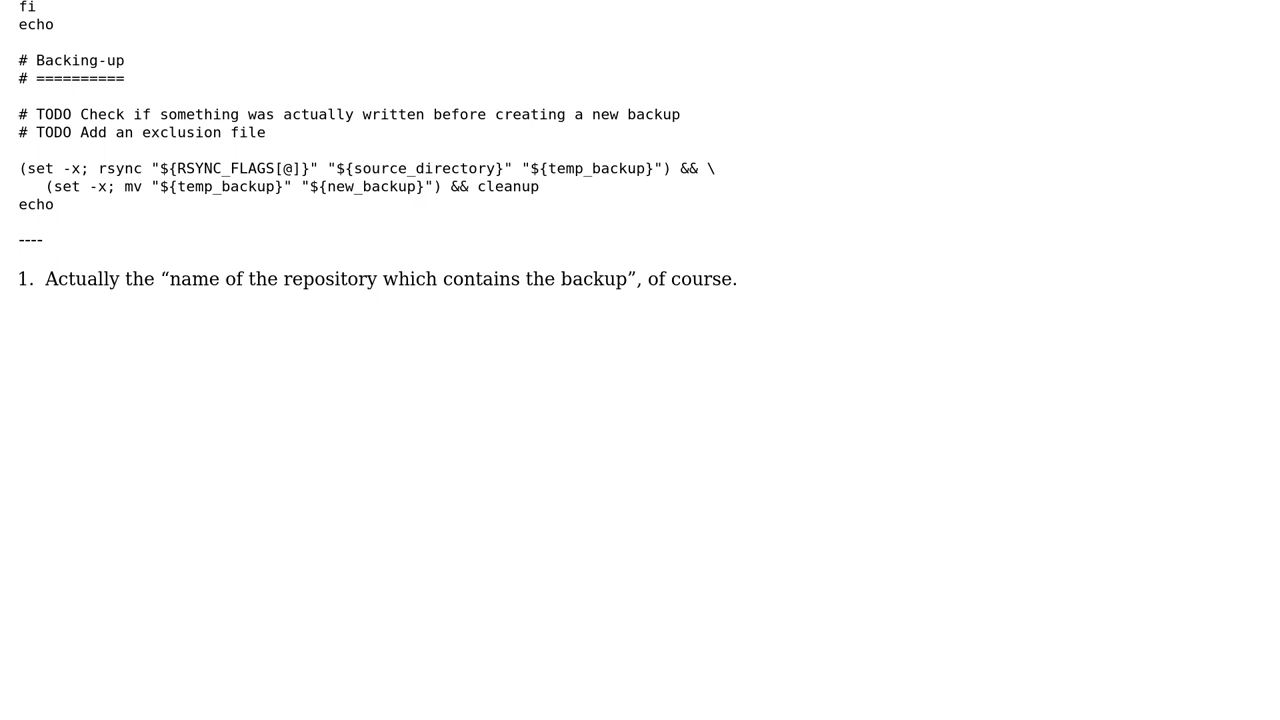 fi
echo
# Backing-up
# ==========
# TODO Check if something was actually written before creating a new backup
# TODO Add an exclusion file
(set -x; rsync "${RSYNC_FLAGS[@]}" "${source_directory}" "${temp_backup}") && \
   (set -x; mv "${temp_backup}" "${new_backup}") && cleanup
echo
----
1. Actually the “name of the repository which contains the backup”, of course.